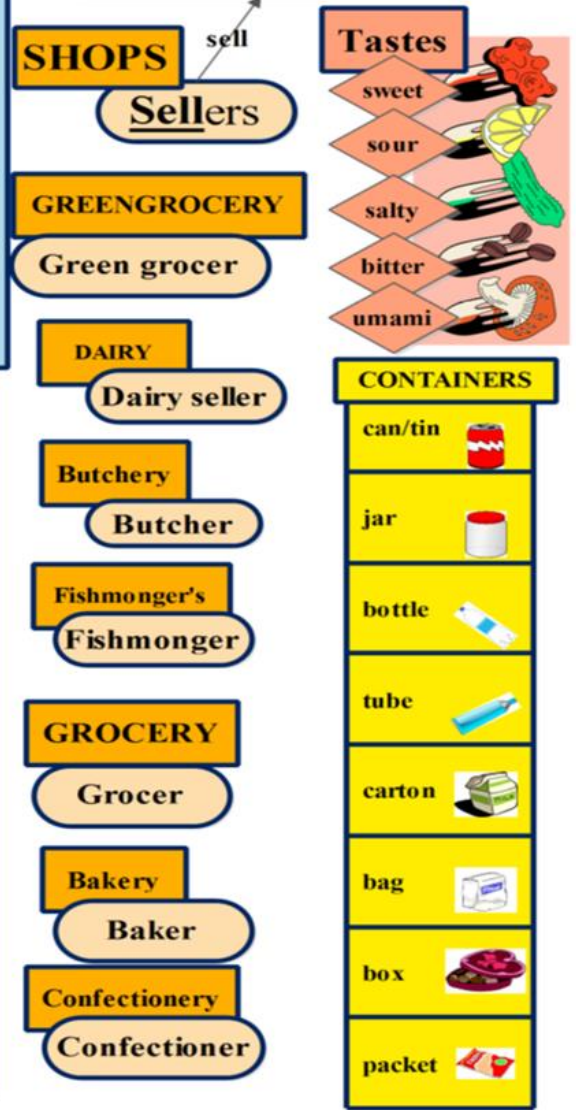 SHOPS
sell
Sellers
GREENGROCERY
Green grocer
DAIRY
Dairy seller
Butchery
Butcher
Fishmonger's
Fishmonger
GROCERY
Grocer
Bakery
Baker
Confectionery
Confectioner
Tastes
sweet
sour
salty
bitter
umami
CONTAINERS
can/tin
jar
bottle
tube
carton
bag
box
packet